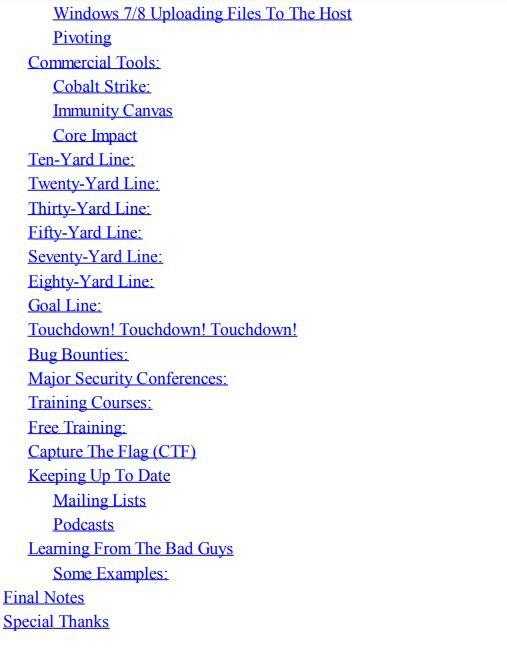 Windows 7/8 Uploading Files To The Host
Pivoting
Commercial Tools:
Cobalt Strike:
Immunity Canvas
Core Impact
Ten-Yard Line:
Twenty-Yard Line:
Thirty-Yard Line:
Fifty-Yard Line:
Seventy-Yard Line:
Eighty-Yard Line:
Goal Line:
Touchdown! Touchdown! Touchdown!
Bug Bounties:
Major Security Conferences:
Training Courses:
Free Training:
Capture The Flag (CTF)
Keeping Up To Date
Mailing Lists
Podcasts
Learning From The Bad Guys
Some Examples:
Final Notes
Special Thanks